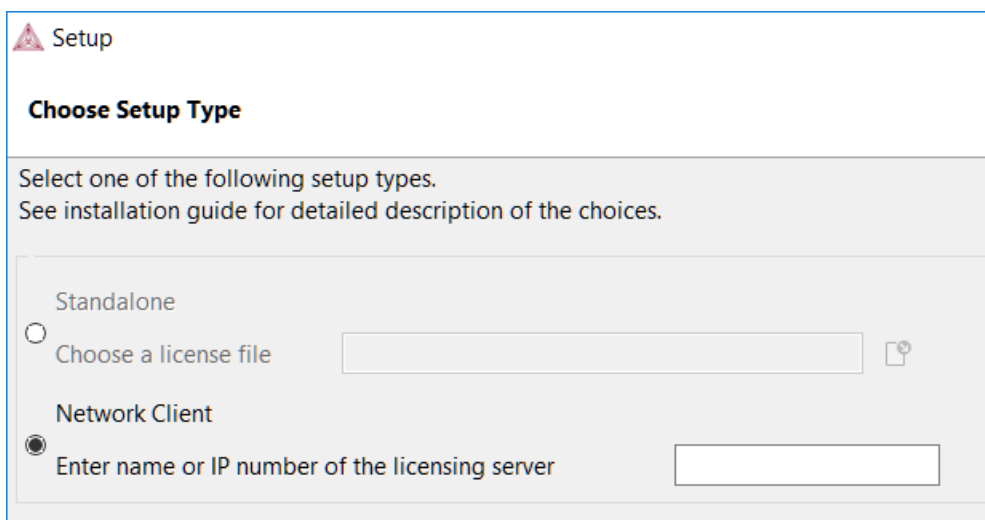 Setup
Choose Setup Type
Select one of the following setup types.
See installation guide for detailed description of the choices.
Standalone
Choose a license file
Network Client
Enter name or IP number of the licensing server